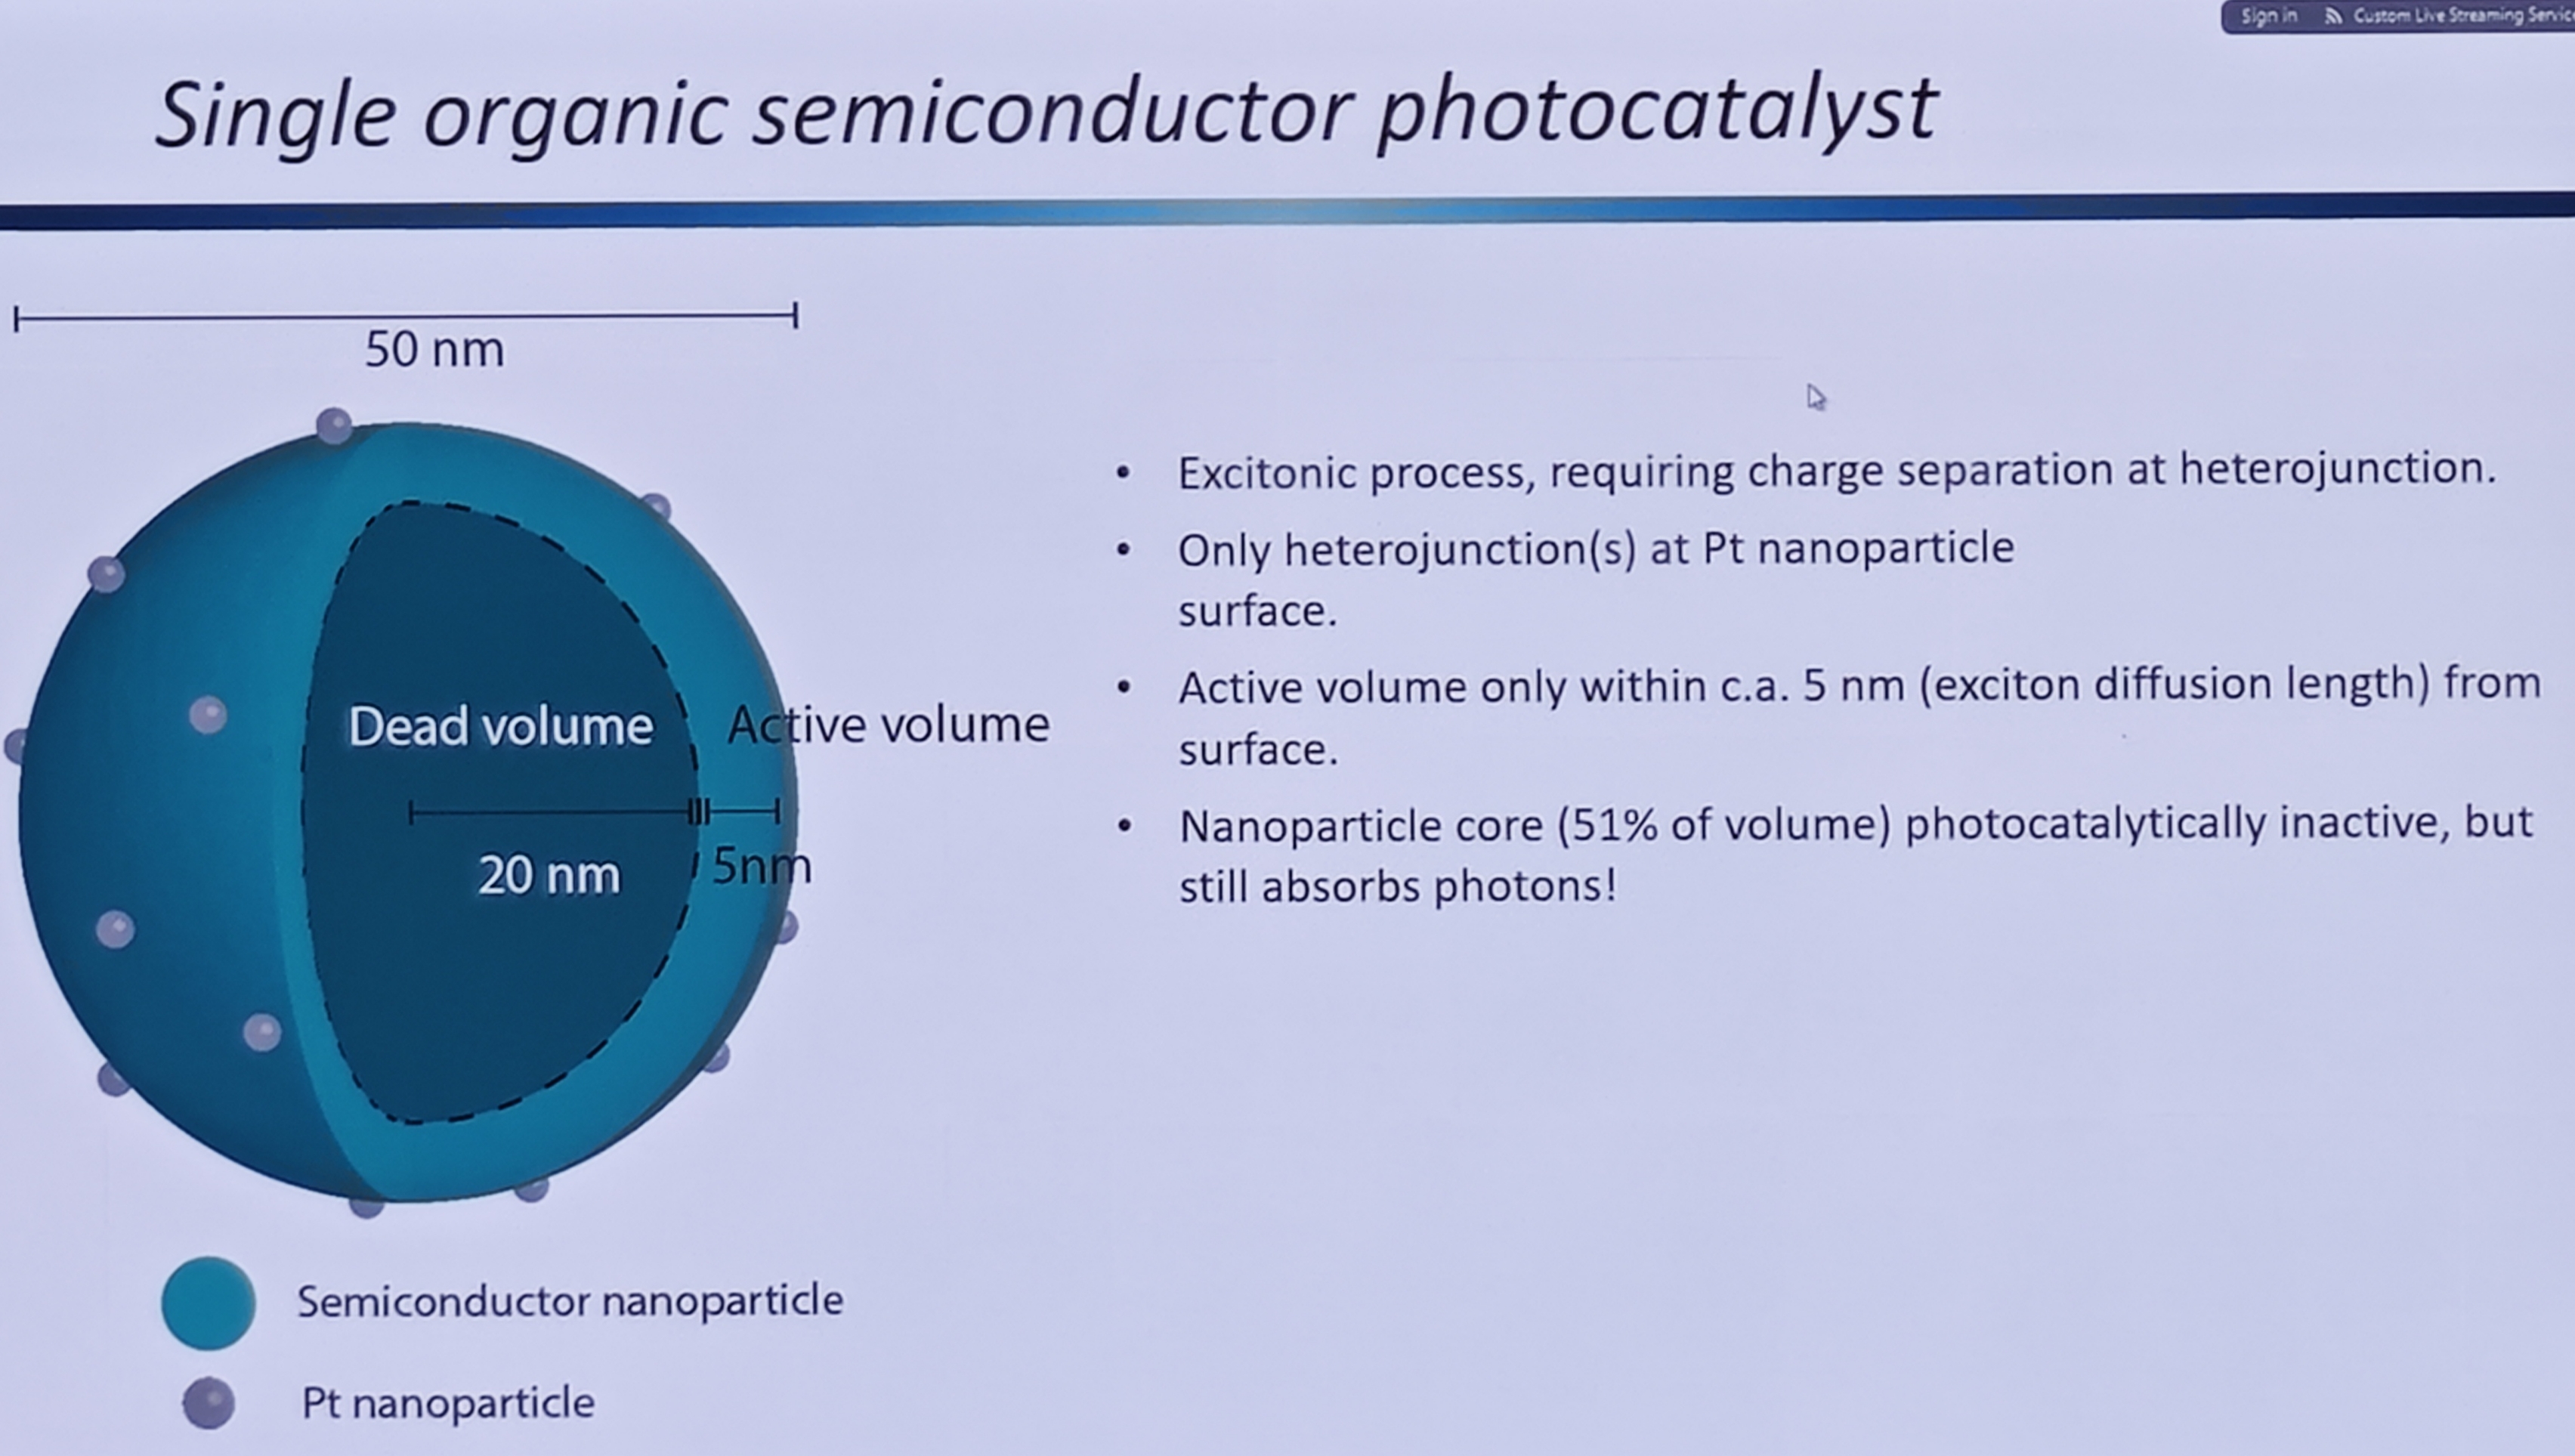 Sign in Custom Live Streaming
Single organic semiconductor photocatalyst
50 nm
Dead volume
Active volume
20 nm
5nm
• Excitonic process, requiring charge separation at heterojunction.
• Only heterojunction(s) at Pt nanoparticle
surface.
• Active volume only within c.a. 5 nm (exciton diffusion length) from
surface.
• Nanoparticle core (51% of volume) photocatalytically inactive, but
still absorbs photons!
Semiconductor nanoparticle
Pt nanoparticle